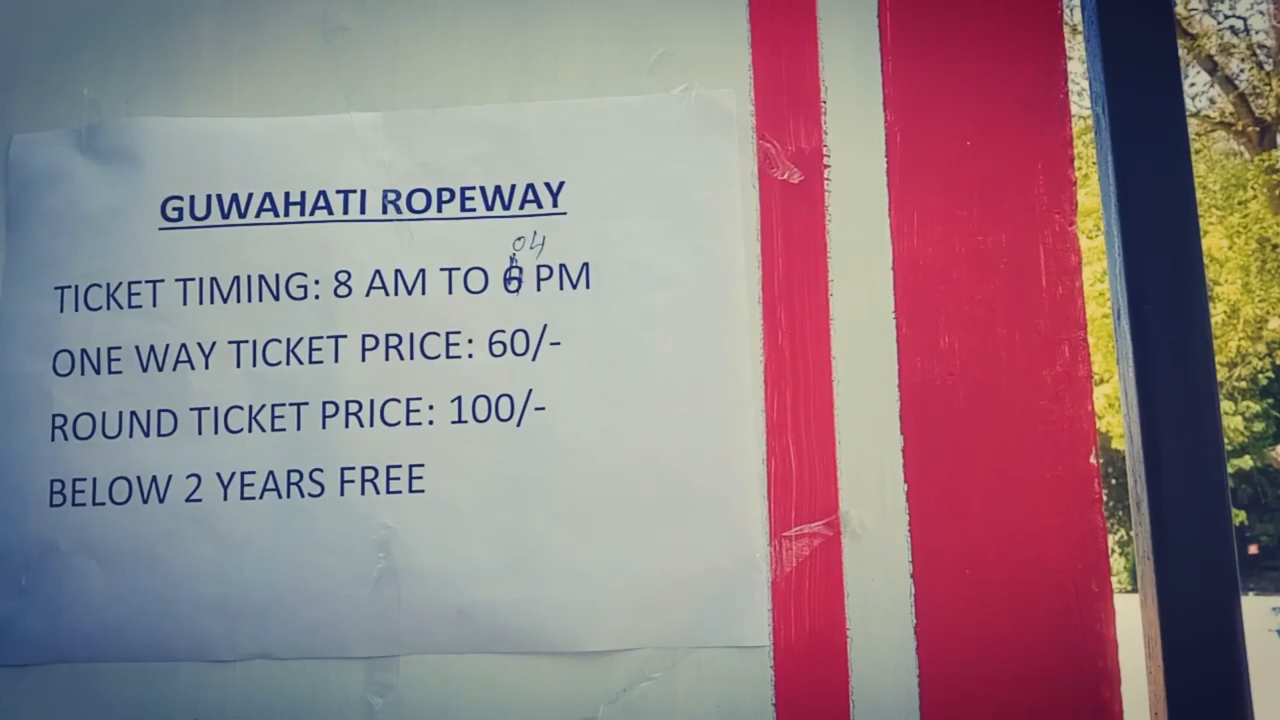 GUWAHATI ROPEWAY
04
TICKET TIMING: 8 AM TO 6 PM
ONE WAY TICKET PRICE: 60/-
ROUND TICKET PRICE: 100/-
BELOW 2 YEARS FREE